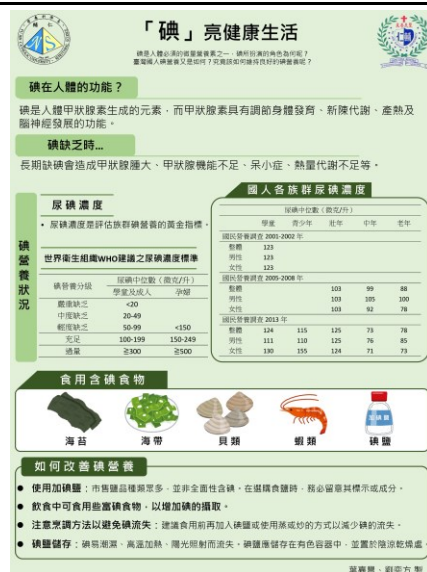 「碘」亮健康生活
碘是人體必須的微量營養素之一，碘所扮演的角色為何呢？
臺灣國人碘營養又是如何？究竟該如何維持良好的碘營養呢？
碘在人體的功能？
碘是人體甲狀腺素生成的元素，而甲狀腺素具有調節身體發育、新陳代謝、產熱及
腦神經發展的功能。
碘缺乏時...
長期缺碘會造成甲狀腺腫大、甲狀腺機能不足、呆小症、熱量代謝不足等。
碘營養狀況
尿碘濃度
• 尿碘濃度是評估族群碘營養的黃金指標。
世界衛生組織WHO建議之尿碘濃度標準
碘營養分級 尿碘中位數（微克/升）
學童及成人 孕婦
嚴重缺乏 <20
中度缺乏 20-49
輕度缺乏 50-99 <150
充足 100-199 150-249
過量 ≧300 ≧500
國人各族群尿碘濃度
尿碘中位數（微克/升）
學童 青少年 壯年 中年 老年
國民營養調查 2001-2002 年
整體 123
男性 123
女性 123
國民營養調查 2005-2008 年
整體 103 99 88
男性 103 105 100
女性 103 92 78
國民營養調查 2013 年
整體 124 115 125 73 78
男性 111 110 125 76 85
女性 130 155 124 71 73
食用含碘食物
加碘鹽
海苔 海帶 貝類 蝦類 碘鹽
如何改善碘營養
● 使用加碘鹽：市售鹽品種類眾多，並非全面性含碘。在選購食鹽時，務必留意其標示或成分。
● 飲食中可食用些富碘食物，以增加碘的攝取。
● 注意烹調方法以避免碘流失：建議食用前再加入碘鹽或使用蒸或炒的方式以減少碘的流失。
● 碘鹽儲存：碘易潮濕、高溫加熱、陽光照射而流失。碘鹽應儲存在有色容器中，並置於陰涼乾燥處。